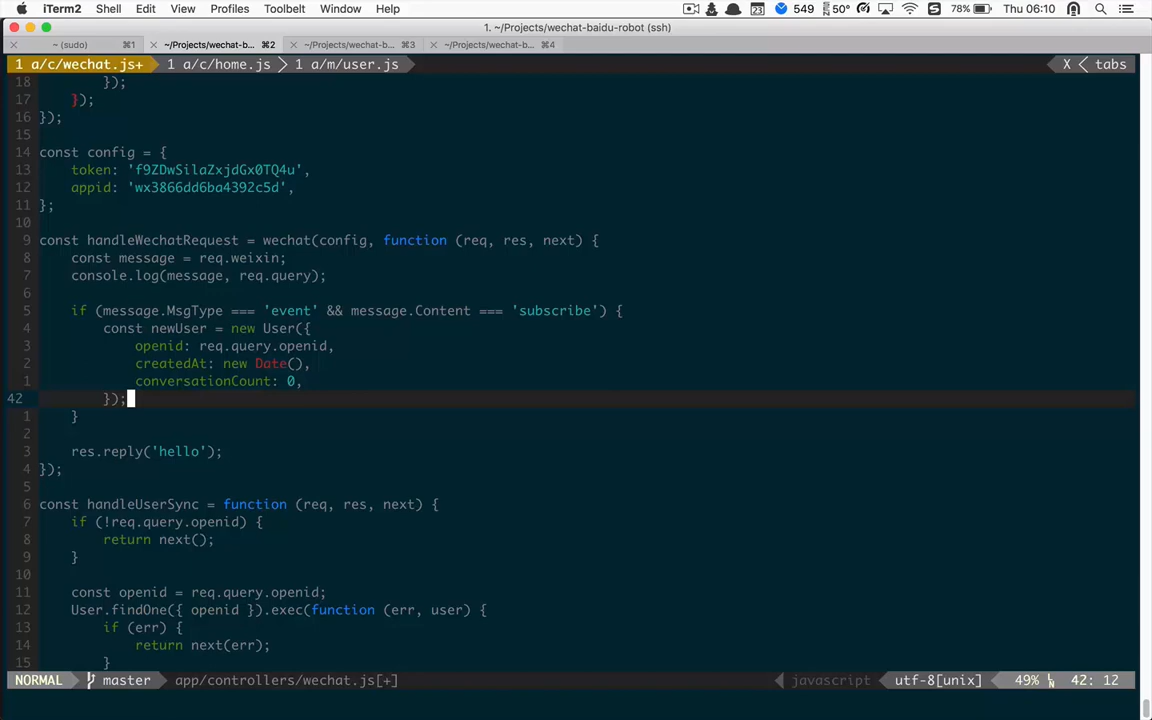 iTerm2 Shell Edit View Profiles Toolbelt Window Help 23 549 50° 78% Thu 06:10
1. ~/Projects/wechat-baidu-robot (ssh)
~ (sudo) ⌘1 ~/Projects/wechat-b... ⌘2 ~/Projects/wechat-b... ⌘3 ~/Projects/wechat-b... ⌘4
1 a/c/wechat.js+ 1 a/c/home.js 1 a/m/user.js X tabs
18 });
17 });
16 });
15
14 const config = {
13 token: 'f9ZDwSilaZxjdGx0TQ4u',
12 appid: 'wx3866dd6ba4392c5d',
11 };
10
9 const handleWechatRequest = wechat(config, function (req, res, next) {
8 const message = req.weixin;
7 console.log(message, req.query);
6
5 if (message.MsgType === 'event' && message.Content === 'subscribe') {
4 const newUser = new User({
3 openid: req.query.openid,
2 createdAt: new Date(),
1 conversationCount: 0,
42 });
1 }
2
3 res.reply('hello');
4 });
5
6 const handleUserSync = function (req, res, next) {
7 if (!req.query.openid) {
8 return next();
9 }
10
11 const openid = req.query.openid;
12 User.findOne({ openid }).exec(function (err, user) {
13 if (err) {
14 return next(err);
15 }
NORMAL master app/controllers/wechat.js[+] javascript utf-8[unix] 49% 42: 12